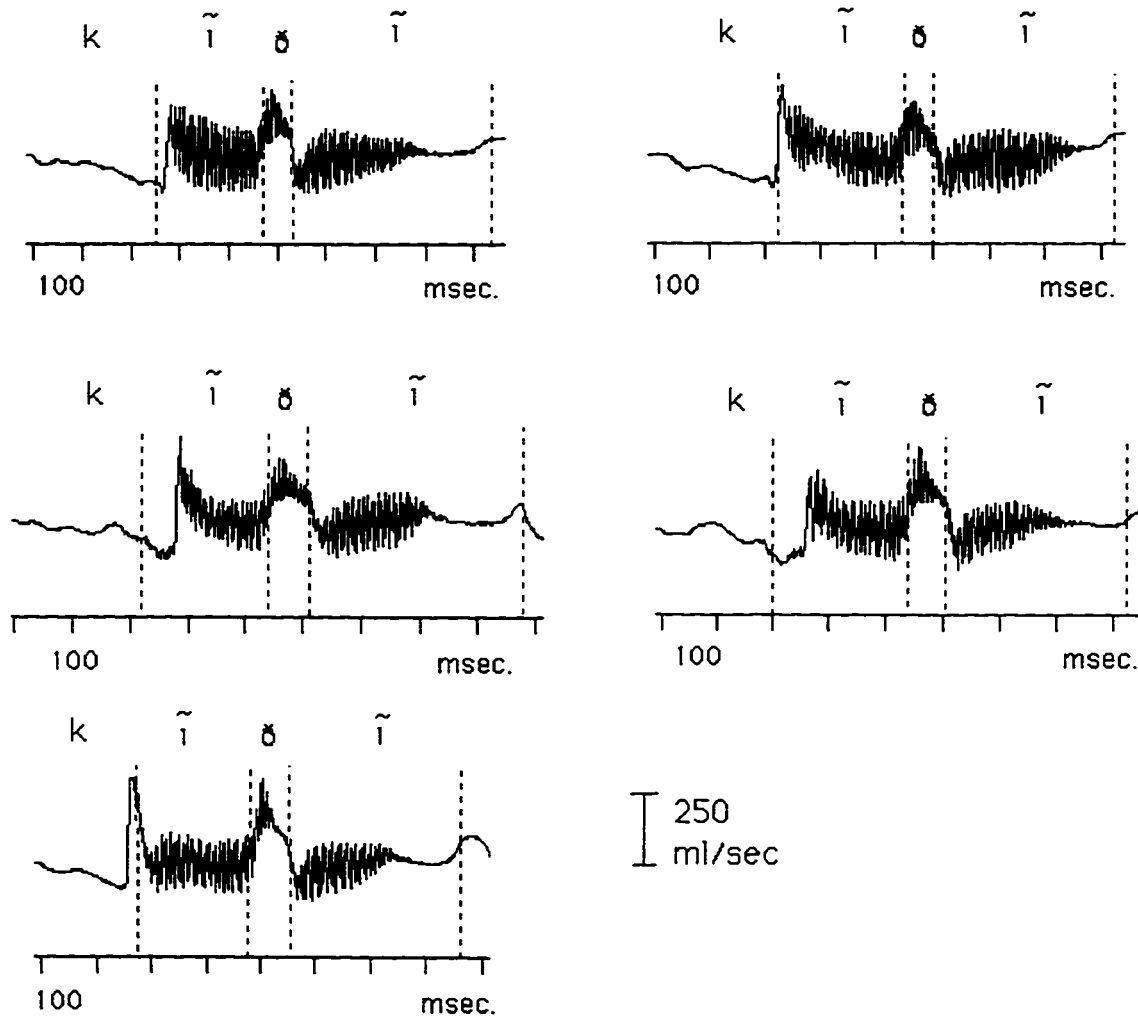 k ĩ ð ĩ
100 msec.
k ĩ ð ĩ
100 msec.
k ĩ ð ĩ
100 msec.
k ĩ ð ĩ
100 msec.
k ĩ ð ĩ
100 msec.
250
ml/sec